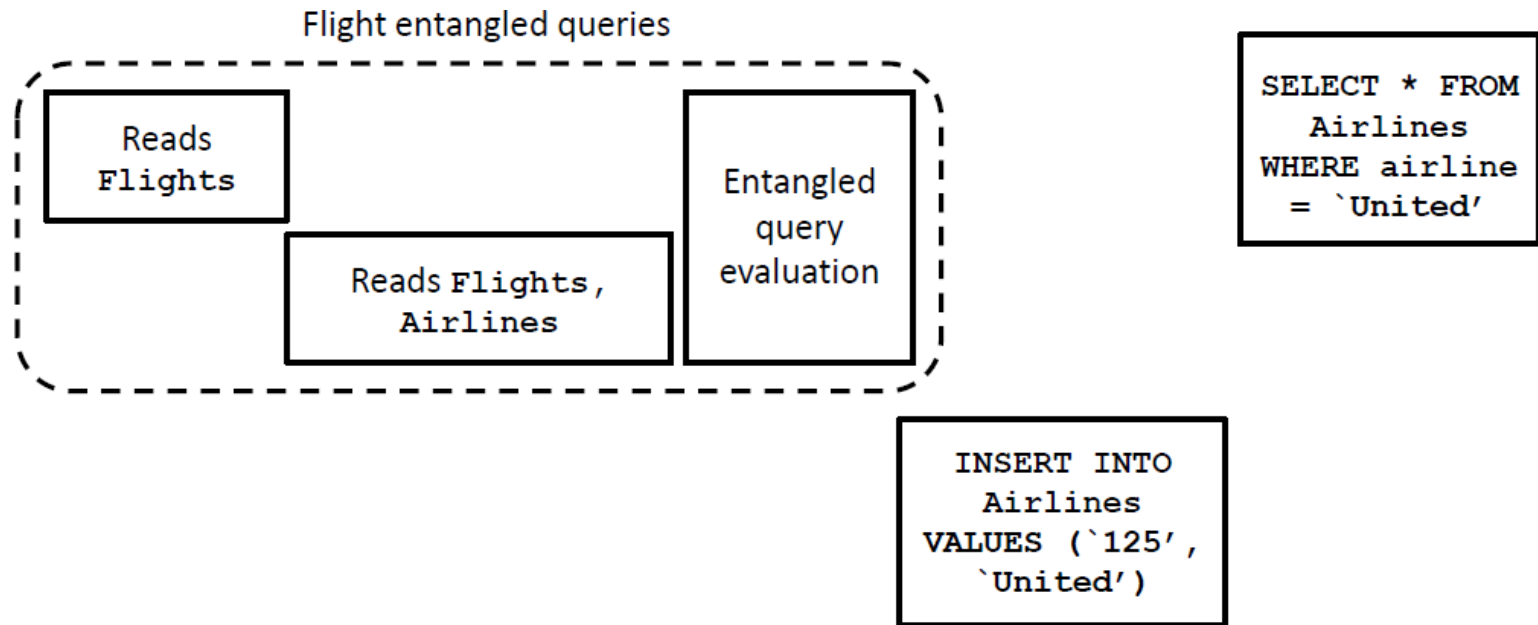 Flight entangled queries
Reads
Flights
Reads Flights,
Airlines
Entangled
query
evaluation
SELECT * FROM
Airlines
WHERE airline
= `United’
INSERT INTO
Airlines
VALUES (`125’,
`United’)